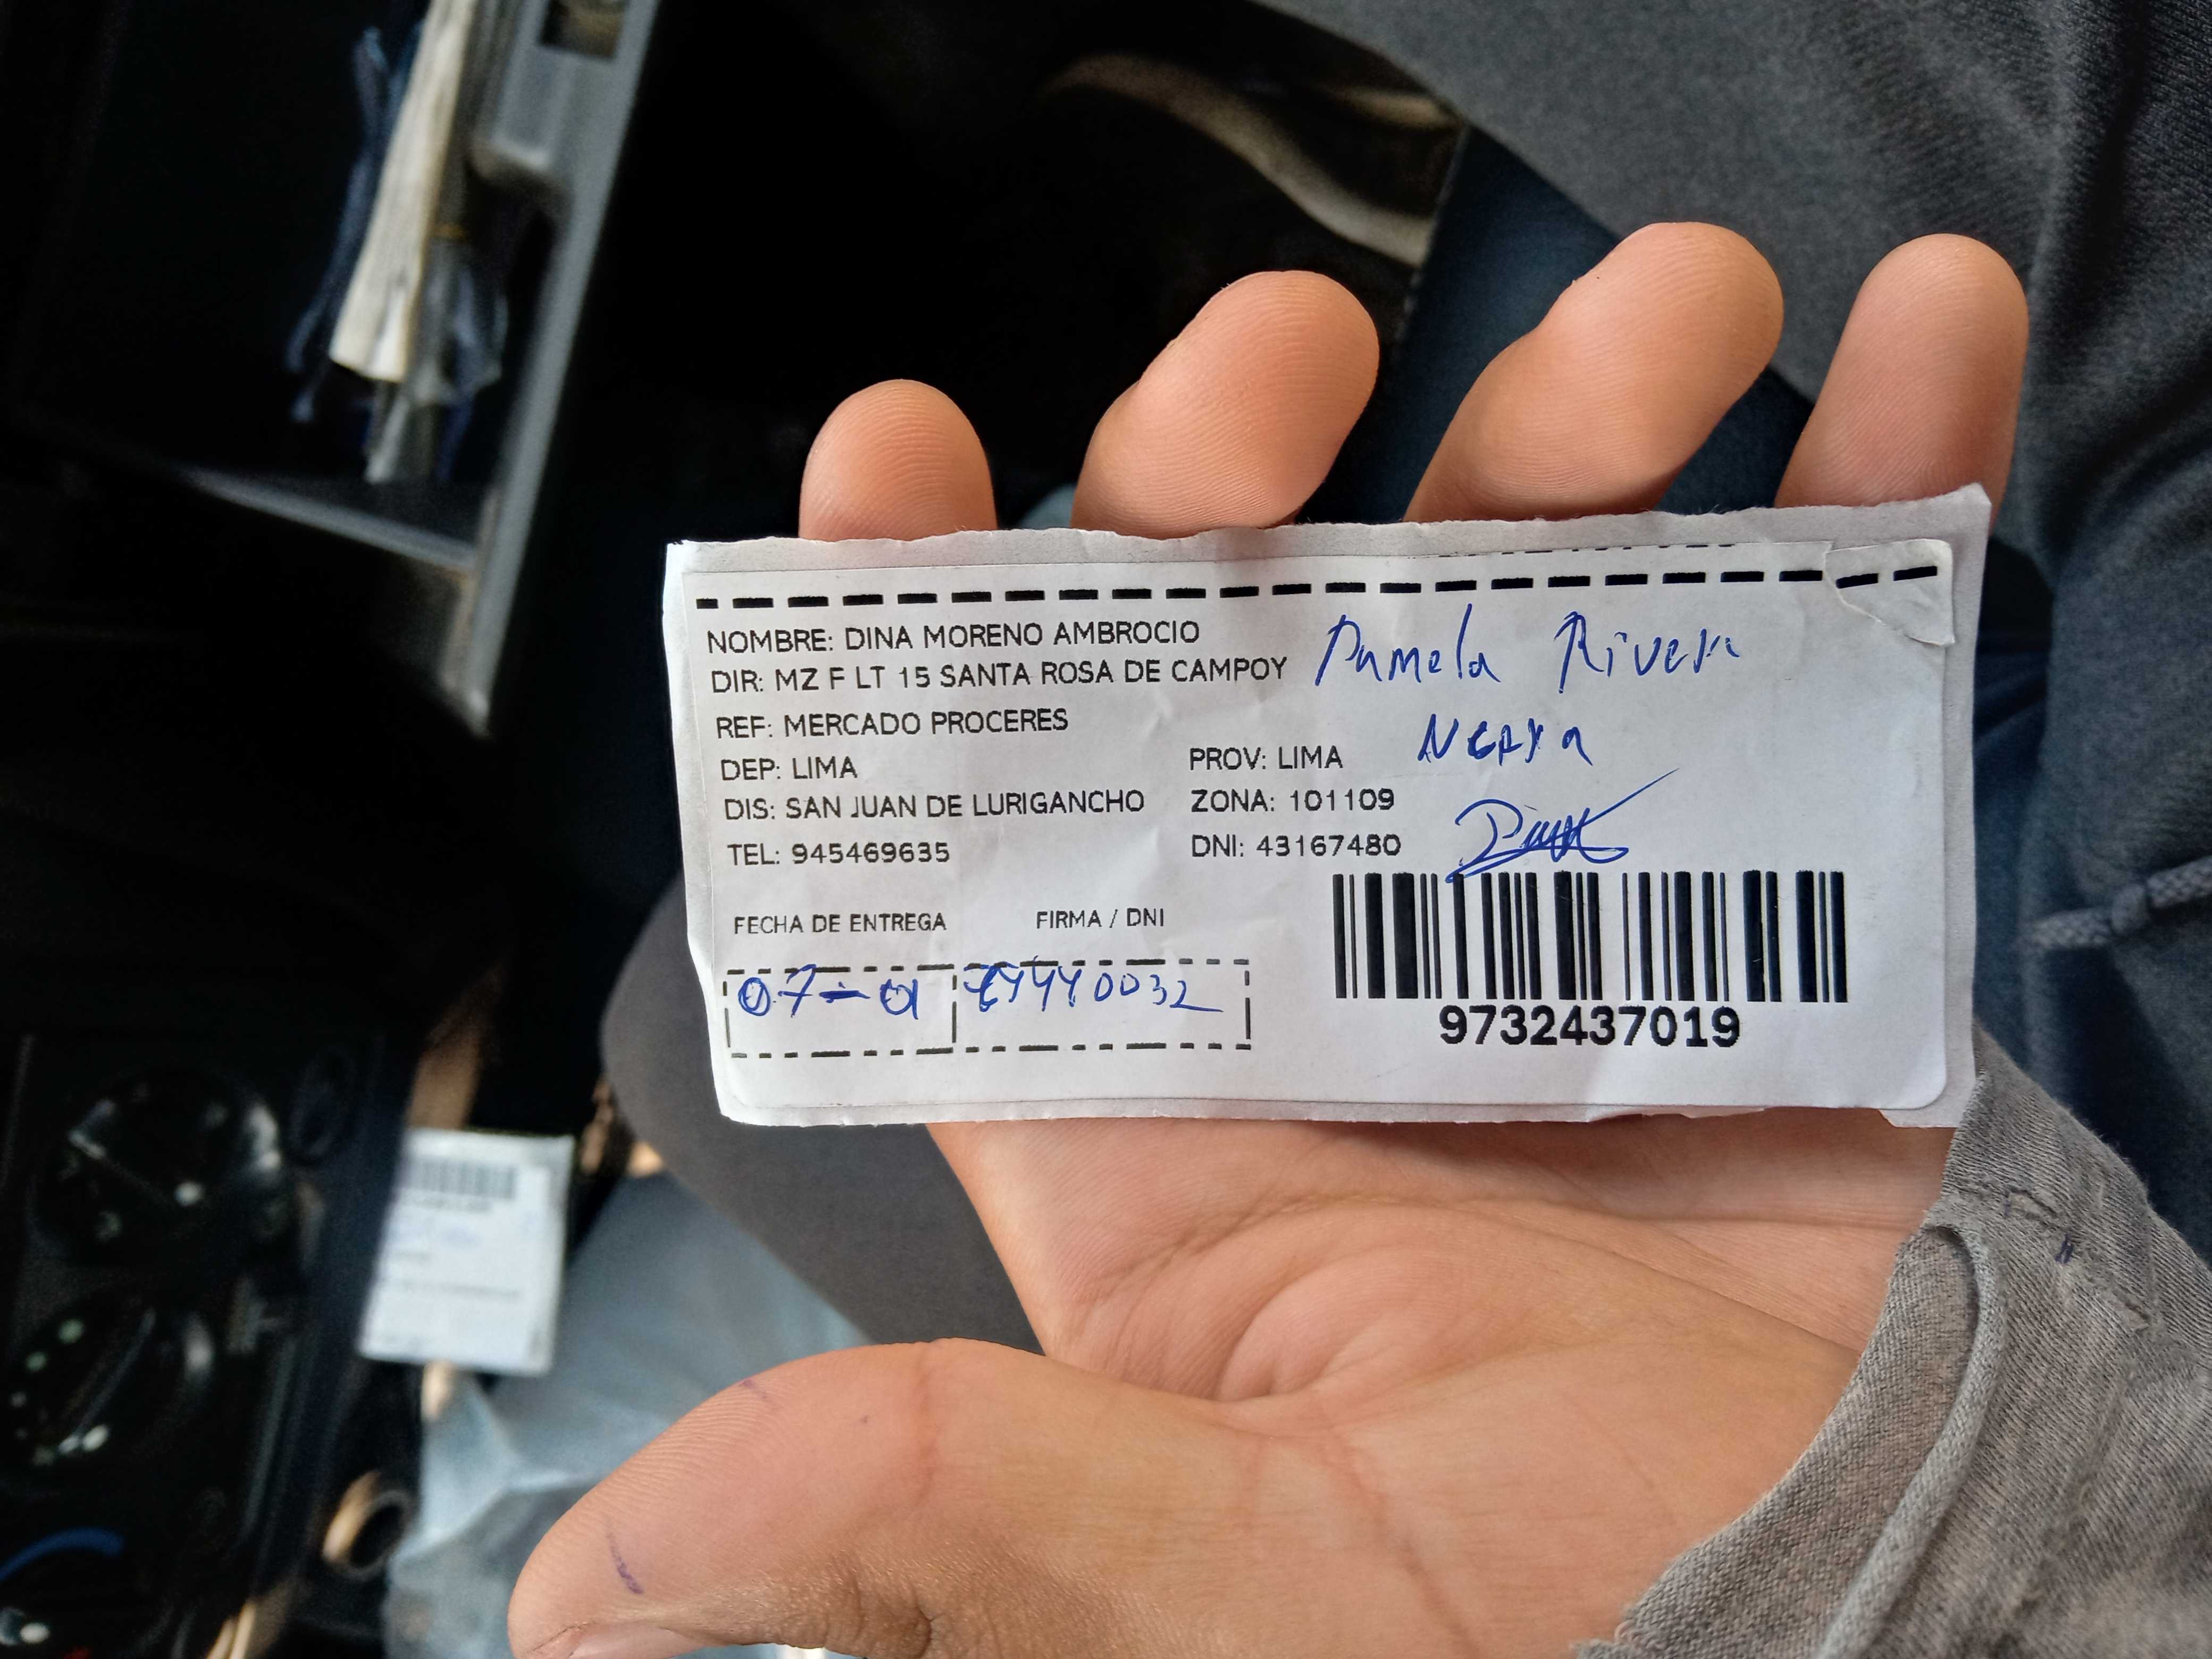 NOMBRE: DINA MORENO AMBROCIO
DIR: MZ F LT 15 SANTA ROSA DE CAMPOY
Pamela Rivera
REF: MERCADO PROCERES
DEP: LIMA
PROV: LIMA
DIS: SAN JUAN DE LURIGANCHO
ZONA: 101109
TEL: 945469635
DNI: 43167480
FECHA DE ENTREGA
FIRMA / DNI
07-01
9732437019